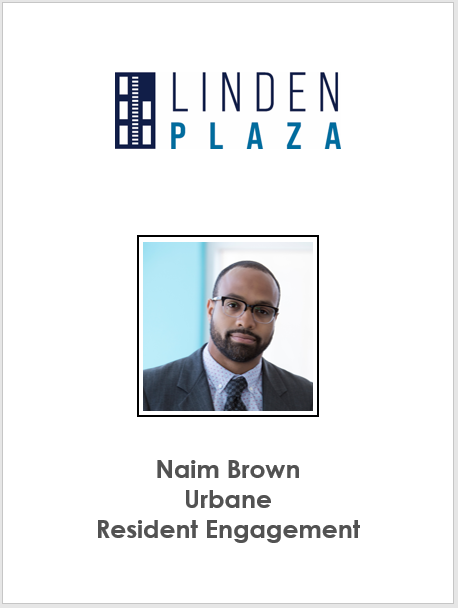 LINDEN
PLAZA
Naim Brown
Urbane
Resident Engagement